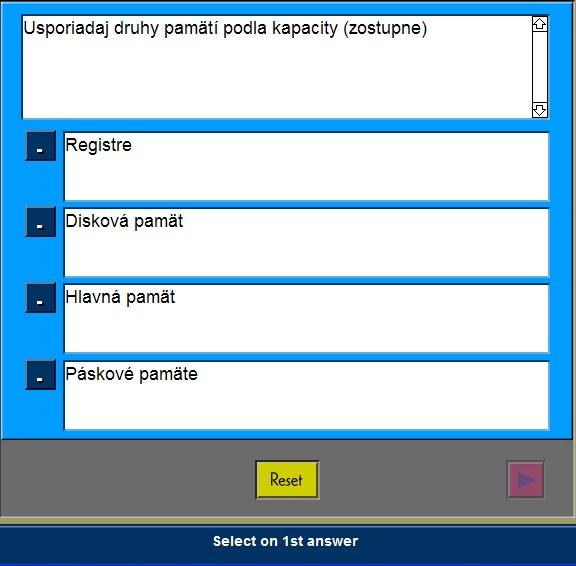 Usporiadaj druhy pamätí podla kapacity (zostupne)
- Registre
- Disková pamät
- Hlavná pamät
- Páskové pamäte
Reset
Select on 1st answer